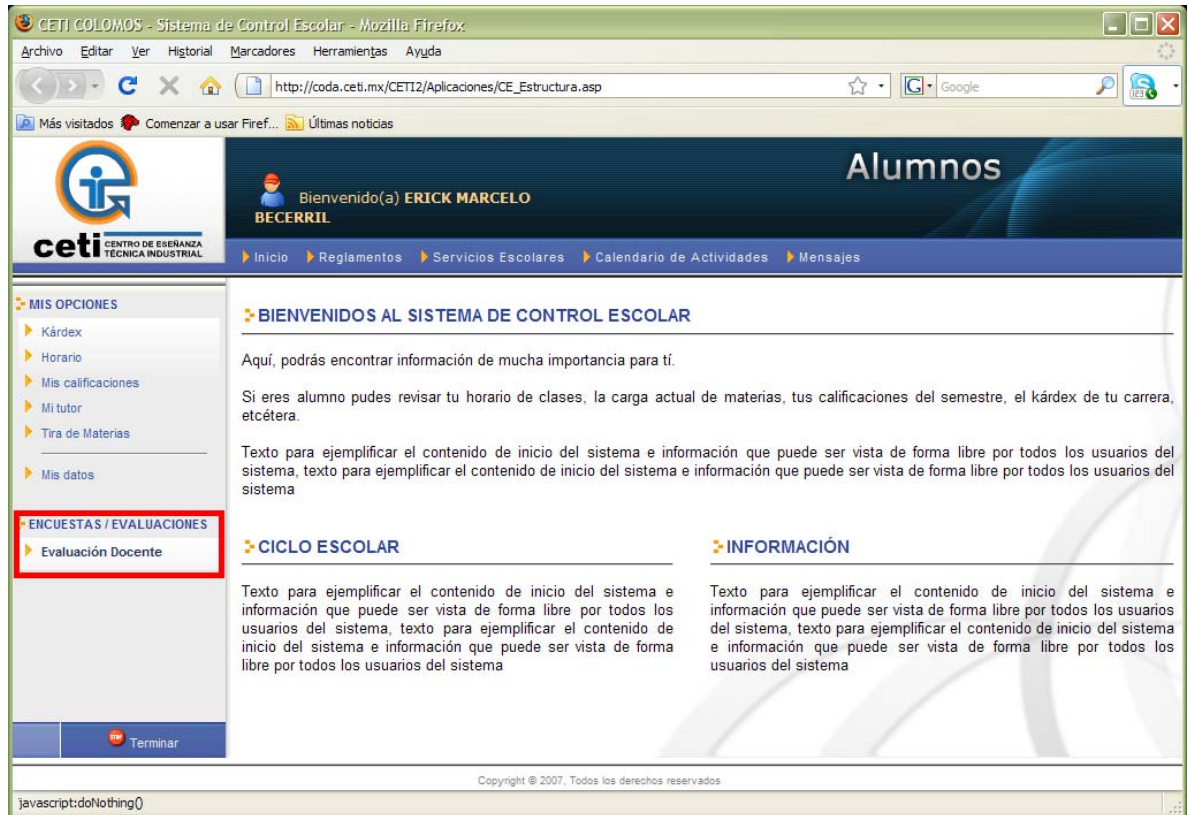 CETI COLOMOS - Sistema de Control Escolar - Mozilla Firefox
Archivo Editar Ver Historial Marcadores Herramientas Ayuda
http://coda.ceti.mx/CETI2/Aplicaciones/CE_Estructura.asp
G Google
123
Más visitados Comenzar a usar Firef... Últimas noticias
ceti CENTRO DE ESEÑANZA
TÉCNICA INDUSTRIAL
Alumnos
Bienvenido(a) ERICK MARCELO
BECERRIL
Inicio Reglamentos Servicios Escolares Calendario de Actividades Mensajes
MIS OPCIONES
Kárdex
Horario
Mis calificaciones
Mi tutor
Tira de Materias
Mis datos
ENCUESTAS / EVALUACIONES
Evaluación Docente
Terminar
BIENVENIDOS AL SISTEMA DE CONTROL ESCOLAR
Aquí, podrás encontrar información de mucha importancia para tí.
Si eres alumno pudes revisar tu horario de clases, la carga actual de materias, tus calificaciones del semestre, el kárdex de tu carrera,
etcétera.
Texto para ejemplificar el contenido de inicio del sistema e información que puede ser vista de forma libre por todos los usuarios del
sistema, texto para ejemplificar el contenido de inicio del sistema e información que puede ser vista de forma libre por todos los usuarios del
sistema
CICLO ESCOLAR
Texto para ejemplificar el contenido de inicio del sistema e
información que puede ser vista de forma libre por todos los
usuarios del sistema, texto para ejemplificar el contenido de
inicio del sistema e información que puede ser vista de forma
libre por todos los usuarios del sistema
INFORMACIÓN
Texto para ejemplificar el contenido de inicio del sistema e
información que puede ser vista de forma libre por todos los usuarios
del sistema, texto para ejemplificar el contenido de inicio del sistema
e información que puede ser vista de forma libre por todos los
usuarios del sistema
Copyright © 2007, Todos los derechos reservados
javascript:doNothing()